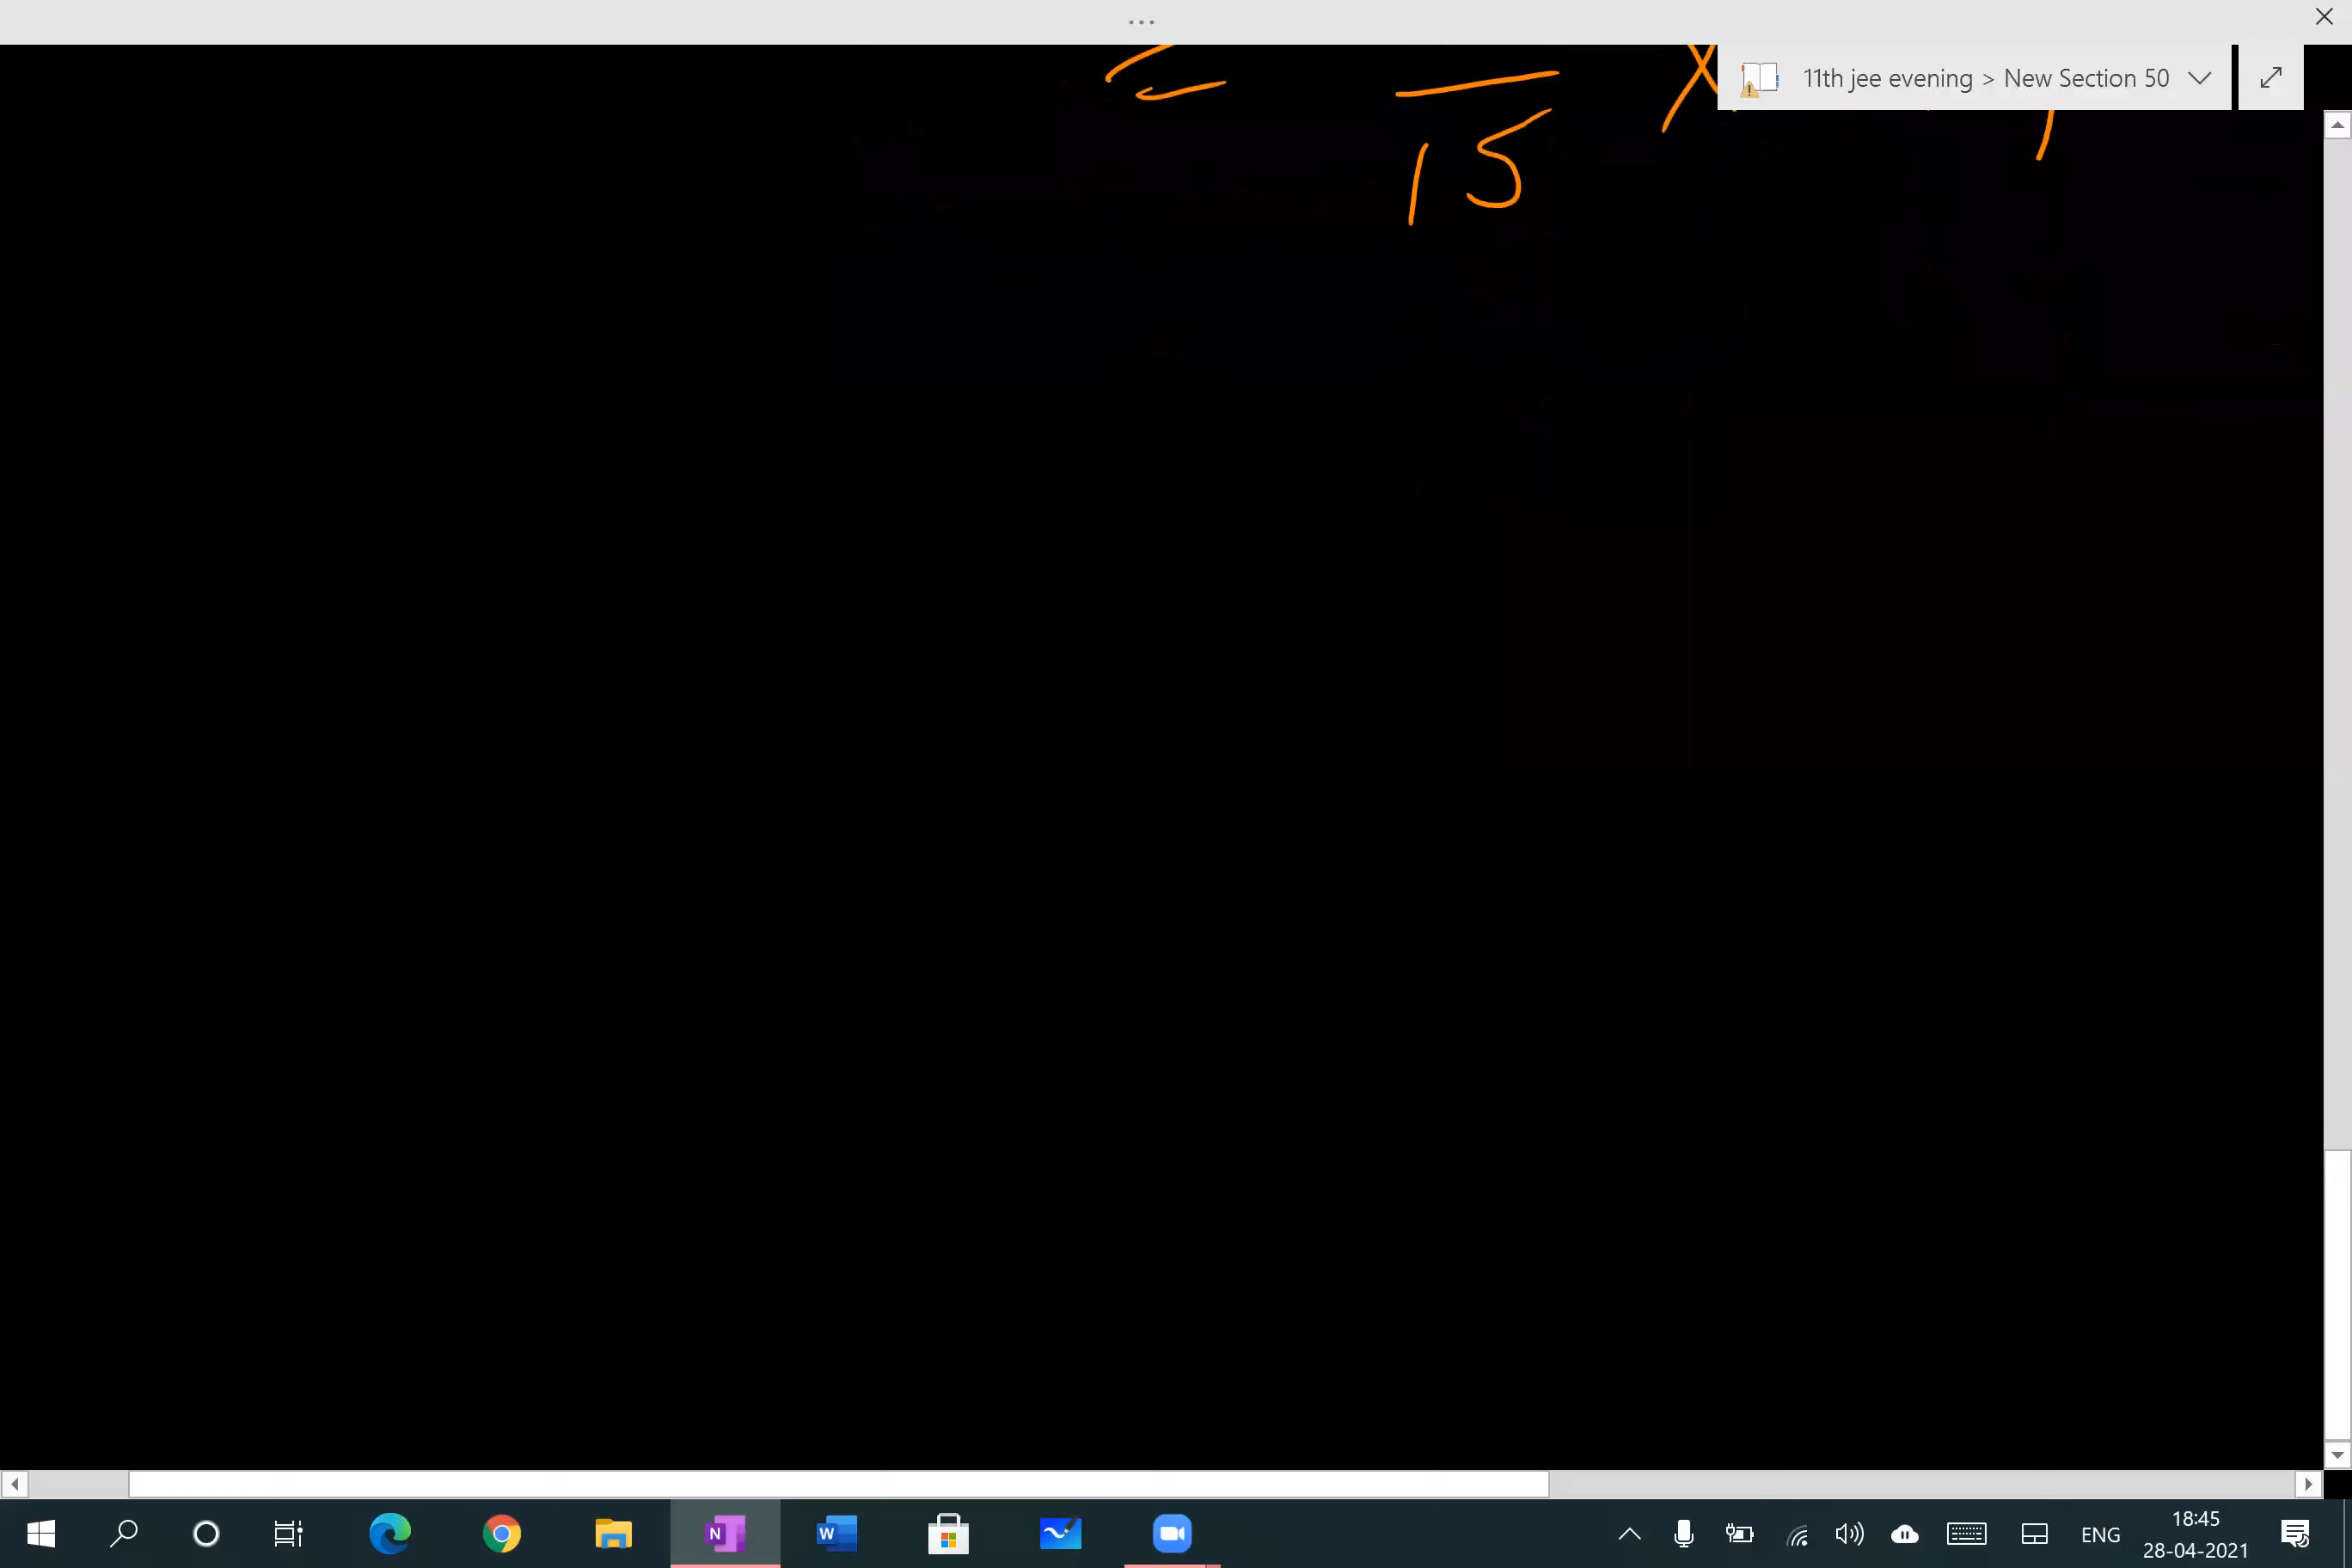 ...
11th jee evening > New Section 50
=
15
ENG
18:45
28-04-2021